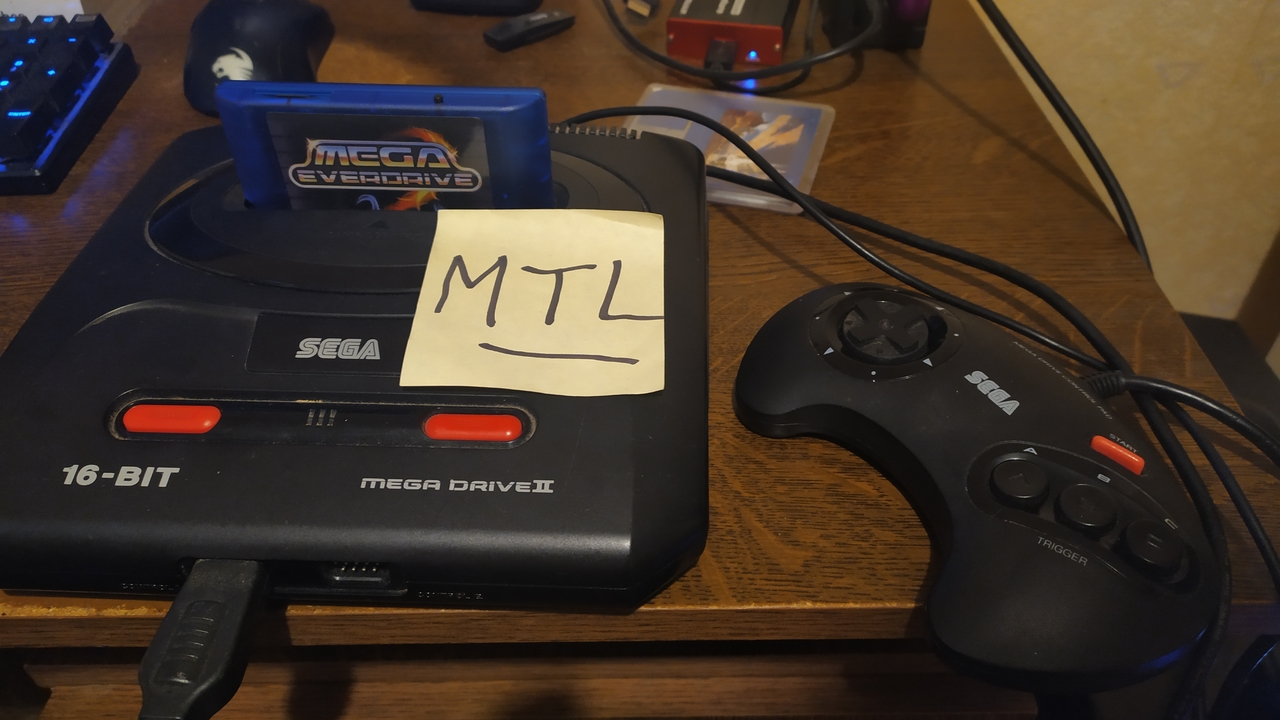 MEGA
EVERDRIVE
MTL
SEGA
16-BIT
MEGA DRIVE II
SEGA
START
A
B
C
TRIGGER